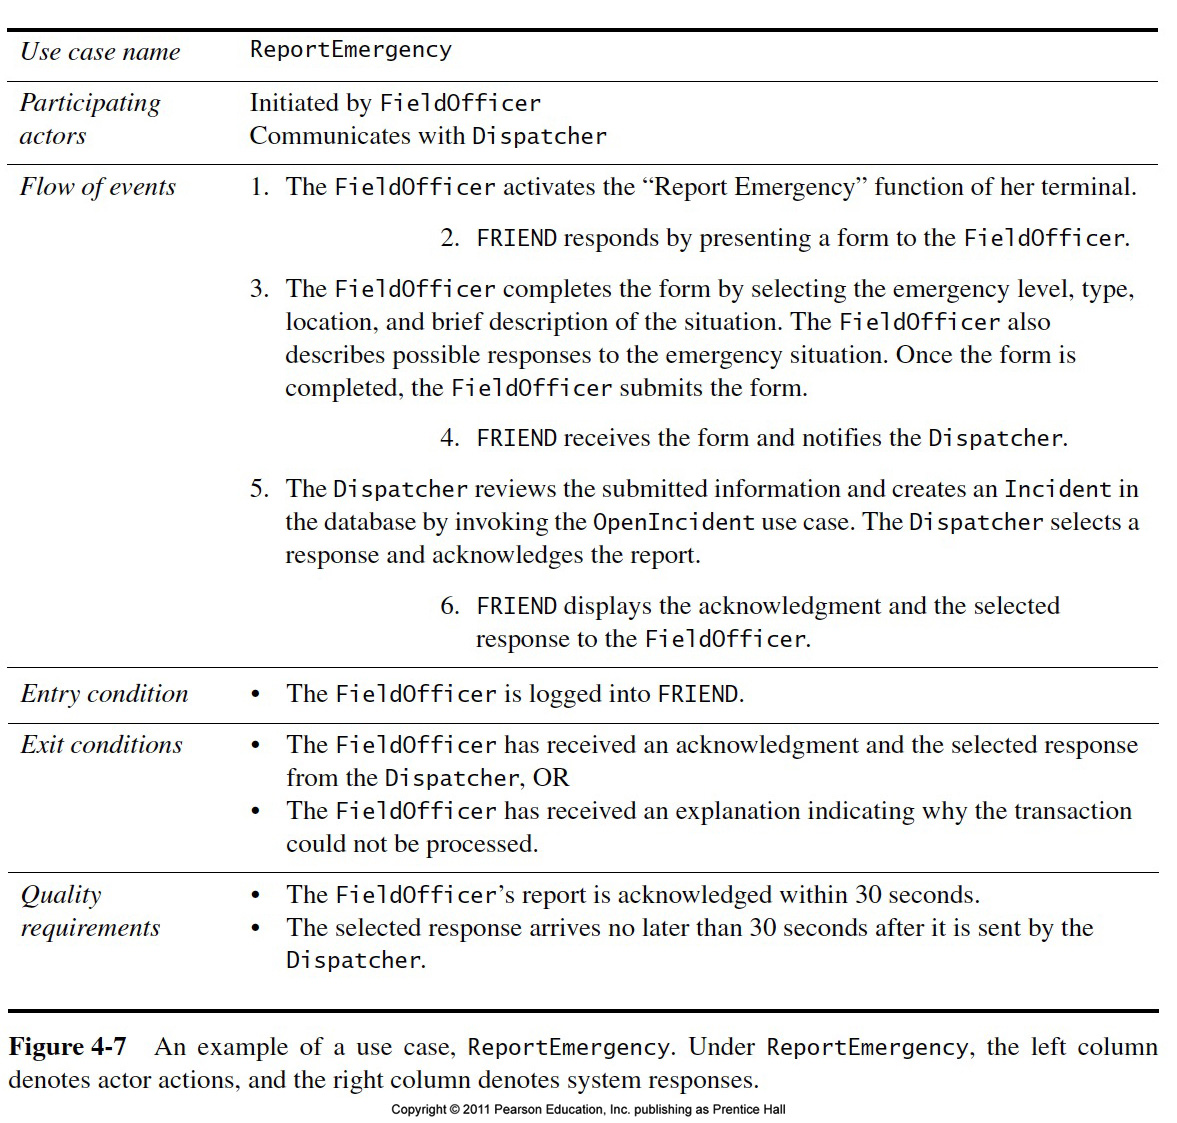 Use case name ReportEmergency
Participating Initiated by FieldOfficer
actors Communicates with Dispatcher
Flow of events 1. The FieldOfficer activates the “Report Emergency” function of her terminal.
2. FRIEND responds by presenting a form to the FieldOfficer.
3. The FieldOfficer completes the form by selecting the emergency level, type,
location, and brief description of the situation. The FieldOfficer also
describes possible responses to the emergency situation. Once the form is
completed, the FieldOfficer submits the form.
4. FRIEND receives the form and notifies the Dispatcher.
5. The Dispatcher reviews the submitted information and creates an Incident in
the database by invoking the OpenIncident use case. The Dispatcher selects a
response and acknowledges the report.
6. FRIEND displays the acknowledgment and the selected
response to the FieldOfficer.
Entry condition • The FieldOfficer is logged into FRIEND.
Exit conditions • The FieldOfficer has received an acknowledgment and the selected response
from the Dispatcher, OR
• The FieldOfficer has received an explanation indicating why the transaction
could not be processed.
Quality • The FieldOfficer’s report is acknowledged within 30 seconds.
requirements • The selected response arrives no later than 30 seconds after it is sent by the
Dispatcher.
Figure 4-7 An example of a use case, ReportEmergency. Under ReportEmergency, the left column
denotes actor actions, and the right column denotes system responses.
Copyright © 2011 Pearson Education, Inc. publishing as Prentice Hall